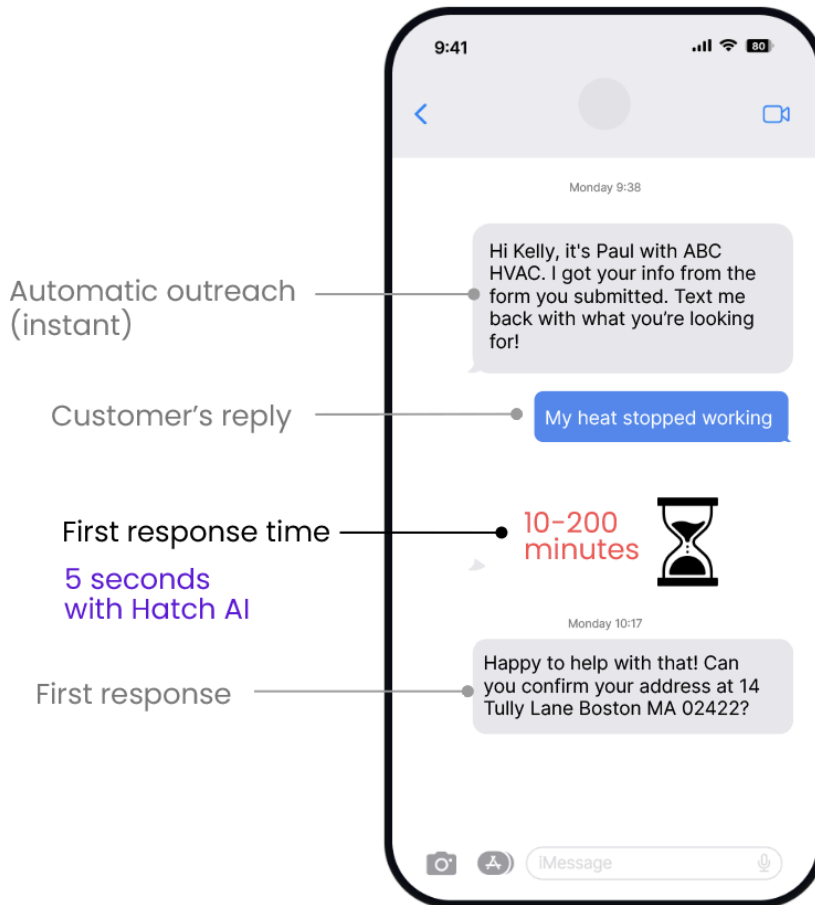 9:41
80
Monday 9:38
Hi Kelly, it's Paul with ABC
HVAC. I got your info from the
form you submitted. Text me
back with what you're looking
for!
Automatic outreach
(instant)
Customer's reply
My heat stopped working
First response time
10-200
minutes
5 seconds
with Hatch AI
Monday 10:17
First response
Happy to help with that! Can
you confirm your address at 14
Tully Lane Boston MA 02422?
iMessage